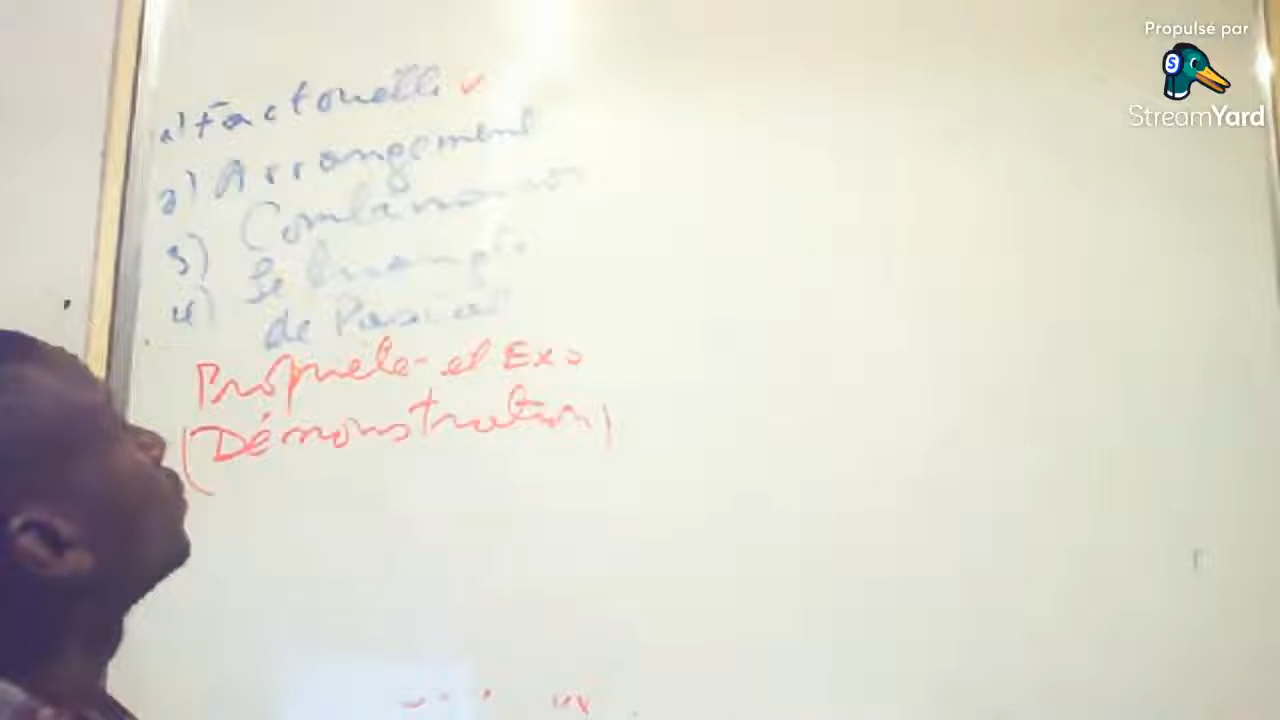 Propulsé par
StreamYard
1) Factorielle
2) Arrangement
3) Combinaison
4) Le triangle
de Pascal
Propriété et Exo
(Démonstration)